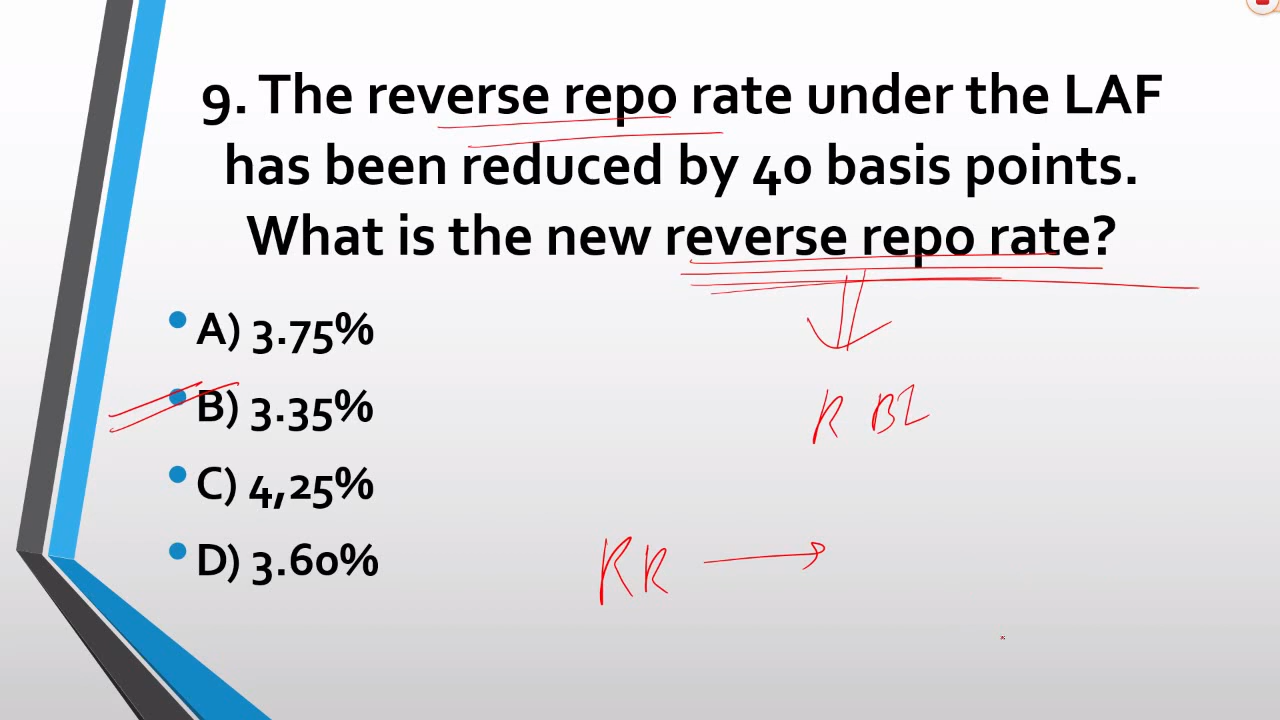 9. The reverse repo rate under the LAF
has been reduced by 40 basis points.
What is the new reverse repo rate?
A) 3.75%
B) 3.35%
R BI
C) 4,25%
RR
D) 3.60%